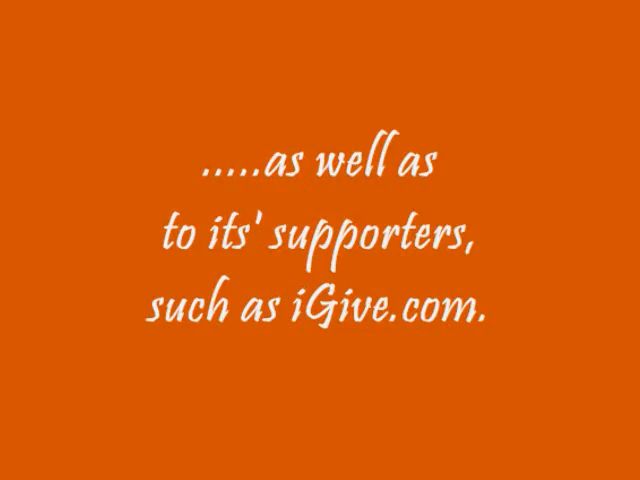 .....as well as
to its' supporters,
such as iGive.com.